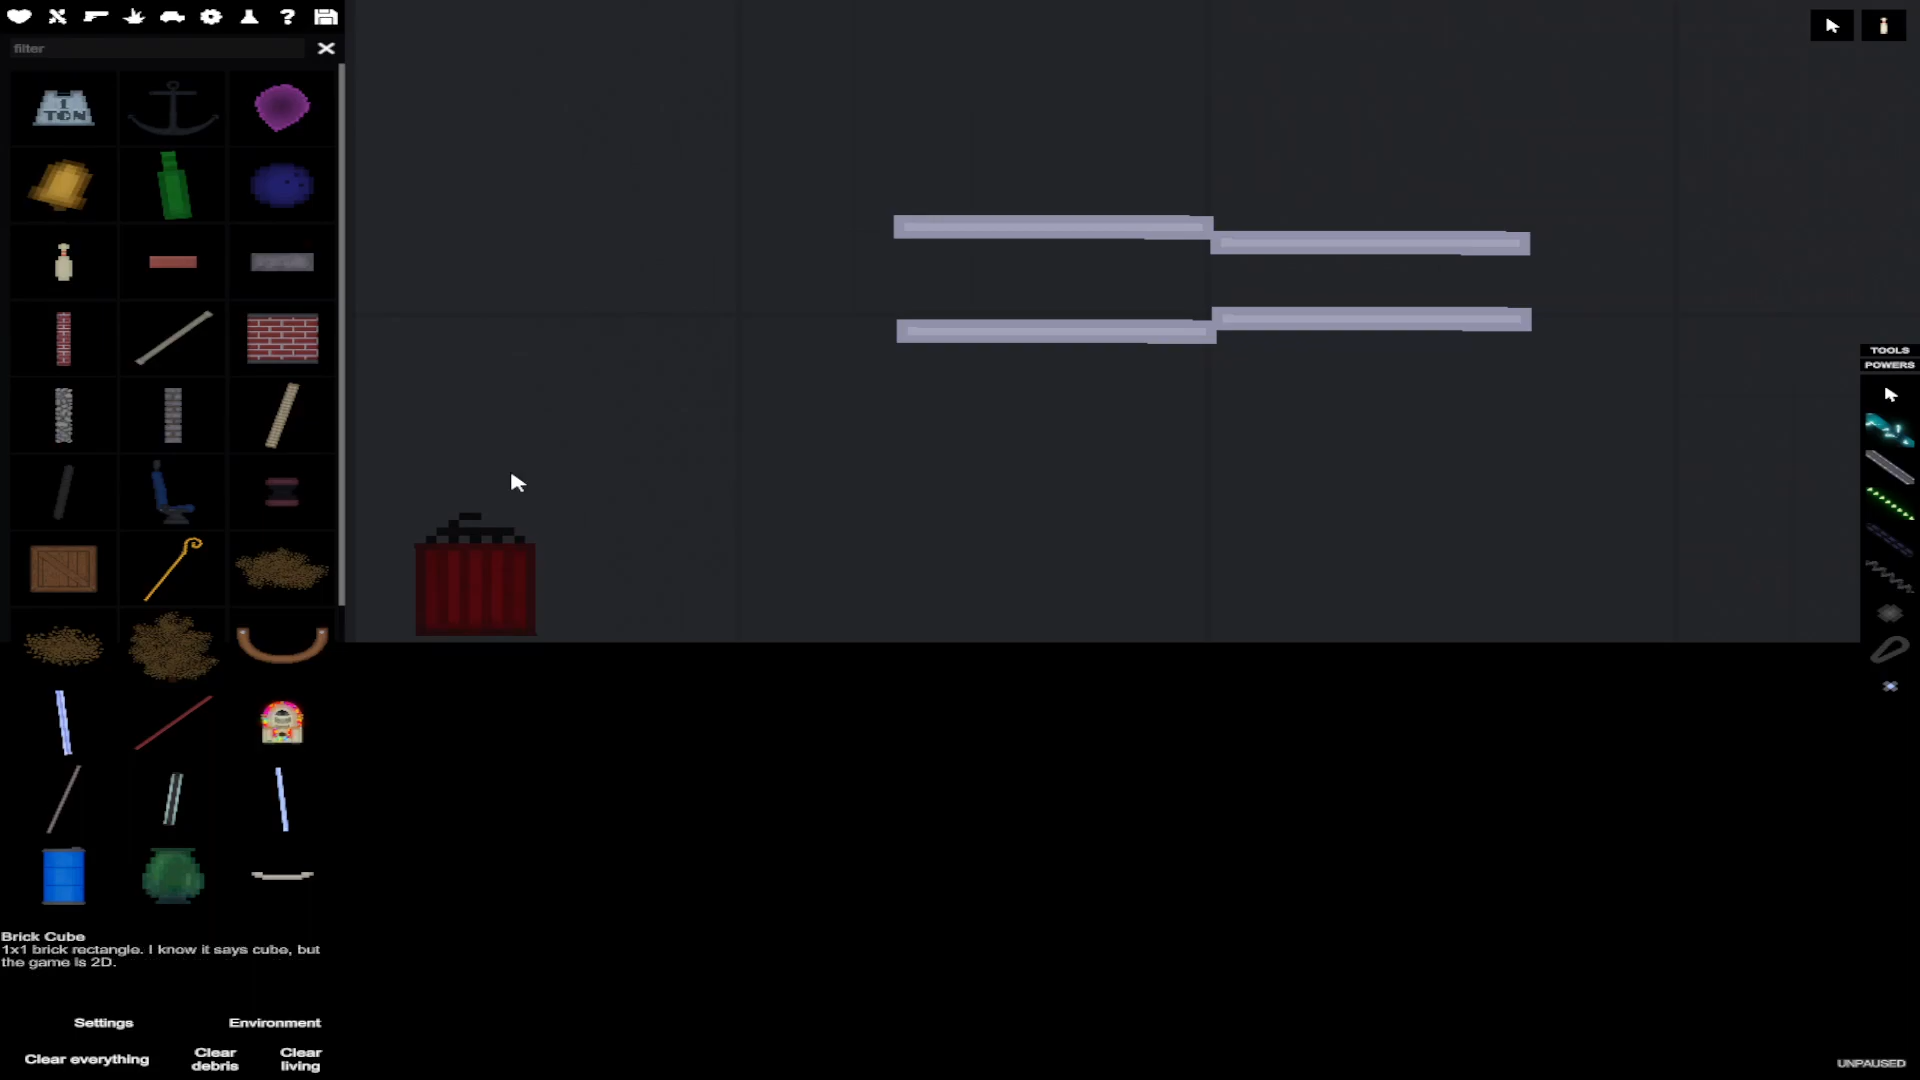 filter
1
TON
TOOLS
POWERS
Brick Cube
1x1 brick rectangle. I know it says cube, but
the game is 2D.
Settings
Environment
Clear everything
Clear
debris
Clear
living
UNPAUSED